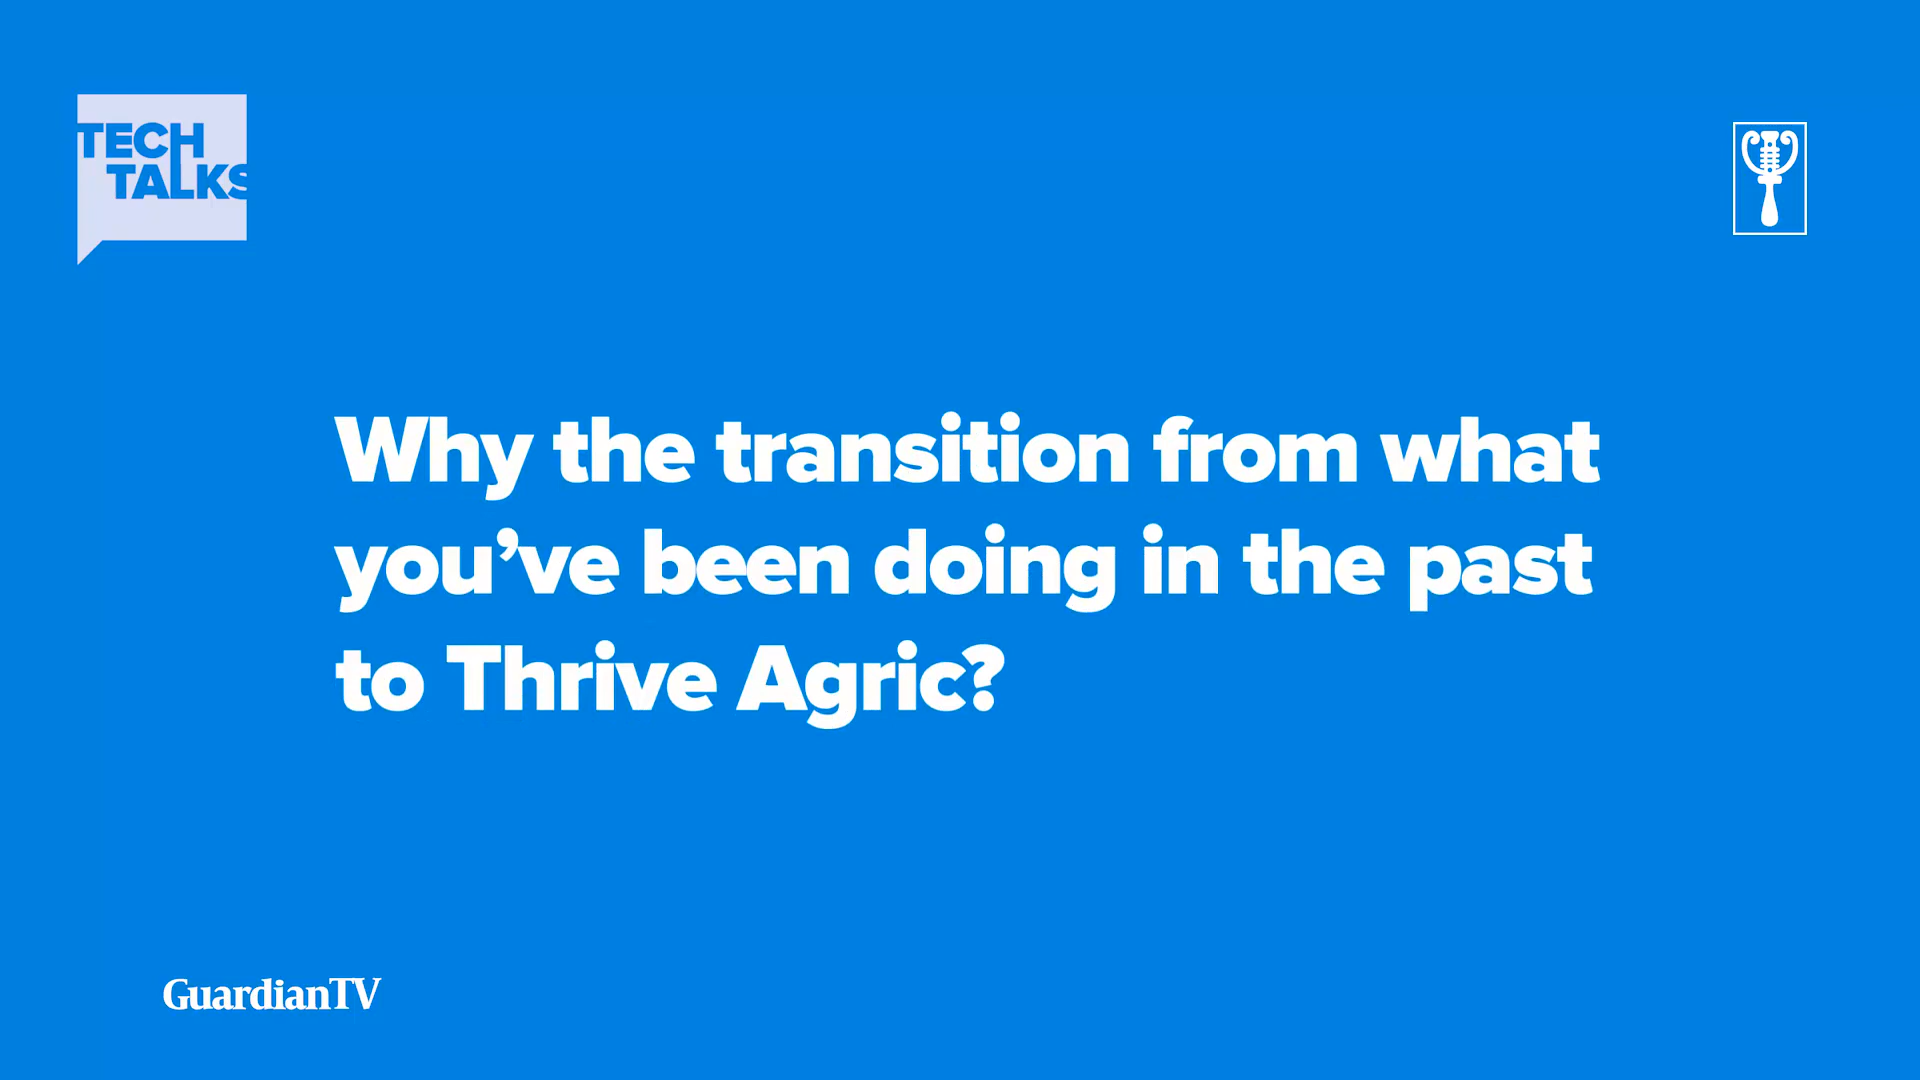 TECH
TALKS
Why the transition from what
you’ve been doing in the past
to Thrive Agric?
GuardianTV